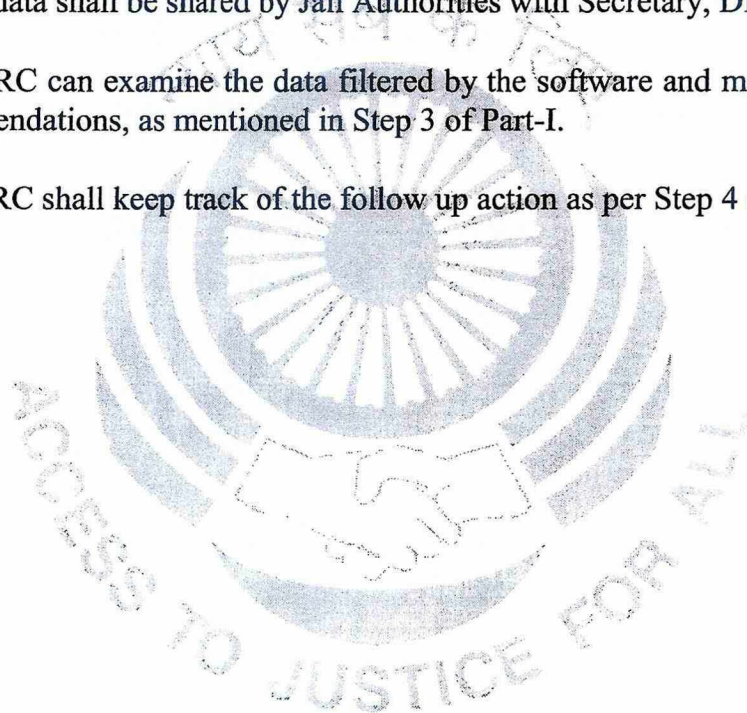 data shall be shared by Jail Authorities with Secretary,
न्याय सब के लिए
RC can examine the data filtered by the software and
endations, as mentioned in Step 3 of Part-I.
RC shall keep track of the follow up action as per Step 4
ACCESS TO JUSTICE FOR ALL